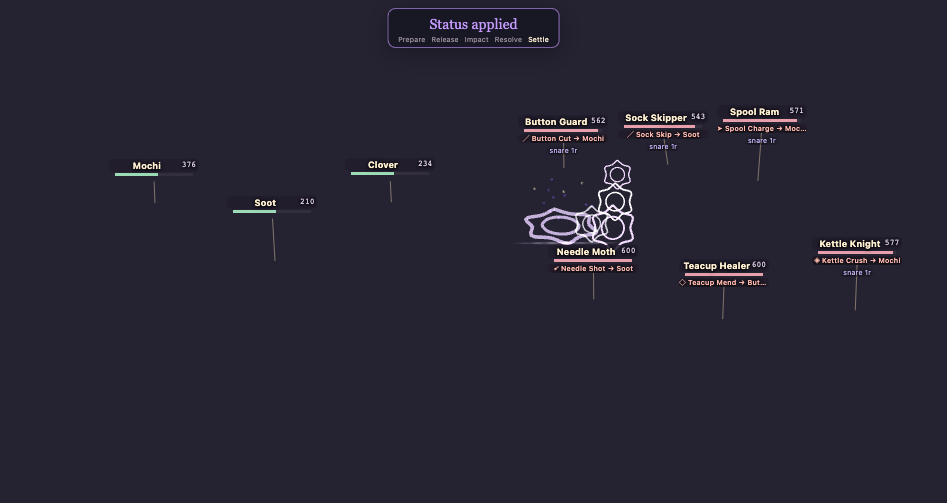 Status applied
Prepare Release Impact Resolve Settle
Mochi 376
Soot 210
Clover 234
Button Guard 562
Button Cut → Mochi
snare 1r
Sock Skipper 543
Sock Skip → Soot
snare 1r
Spool Ram 571
Spool Charge → Moc...
snare 1r
Needle Moth 600
Needle Shot → Soot
Teacup Healer 600
Teacup Mend → But...
Kettle Knight 577
Kettle Crush → Mochi
snare 1r